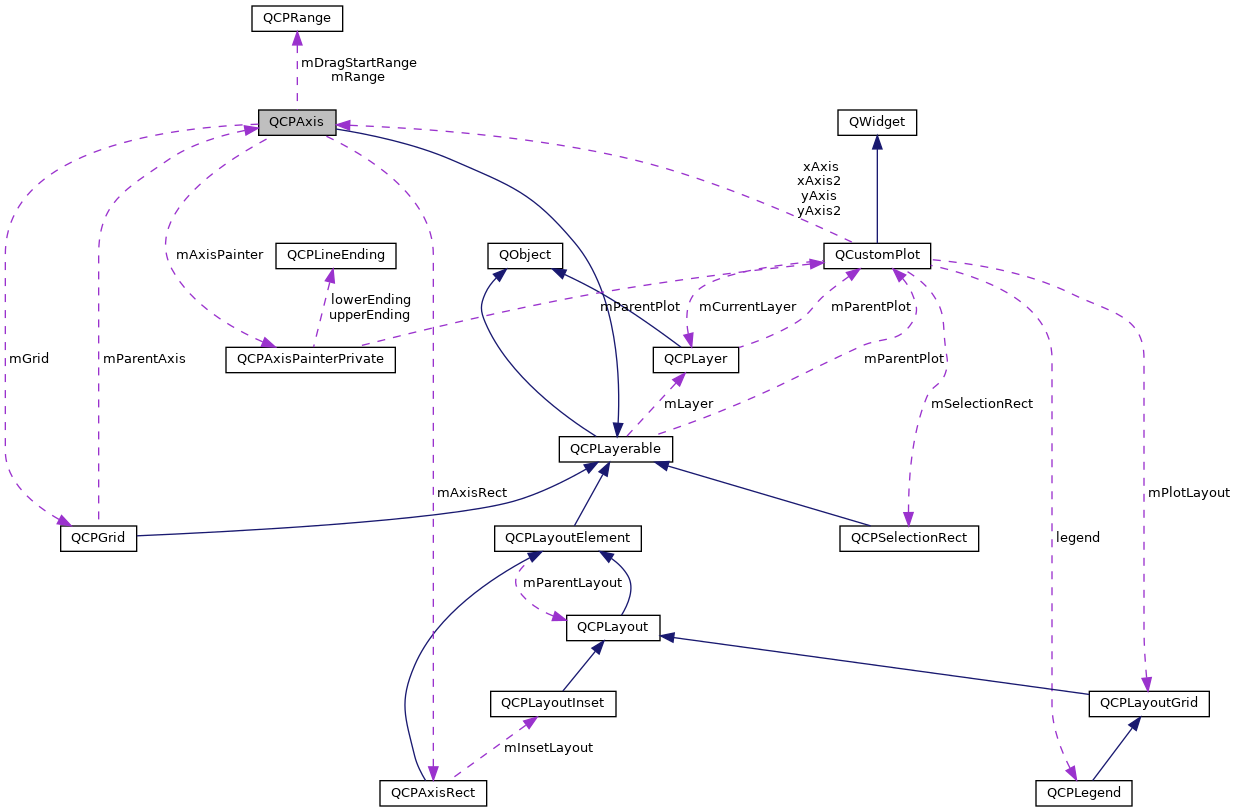 QCPRange
mDragStartRange
mRange
QCPAxis
QWidget
xAxis
xAxis2
yAxis
yAxis2
mAxisPainter
QCPLineEnding
QObject
QCustomPlot
lowerEnding
upperEnding
mParentPlot
mCurrentLayer
mParentPlot
mGrid
mParentAxis
QCPAxisPainterPrivate
QCPLayer
mParentPlot
mLayer
mSelectionRect
QCPLayerable
mAxisRect
mPlotLayout
QCPGrid
QCPLayoutElement
QCPSelectionRect
legend
mParentLayout
QCPLayout
QCPLayoutInset
QCPLayoutGrid
mInsetLayout
QCPAxisRect
QCPLegend